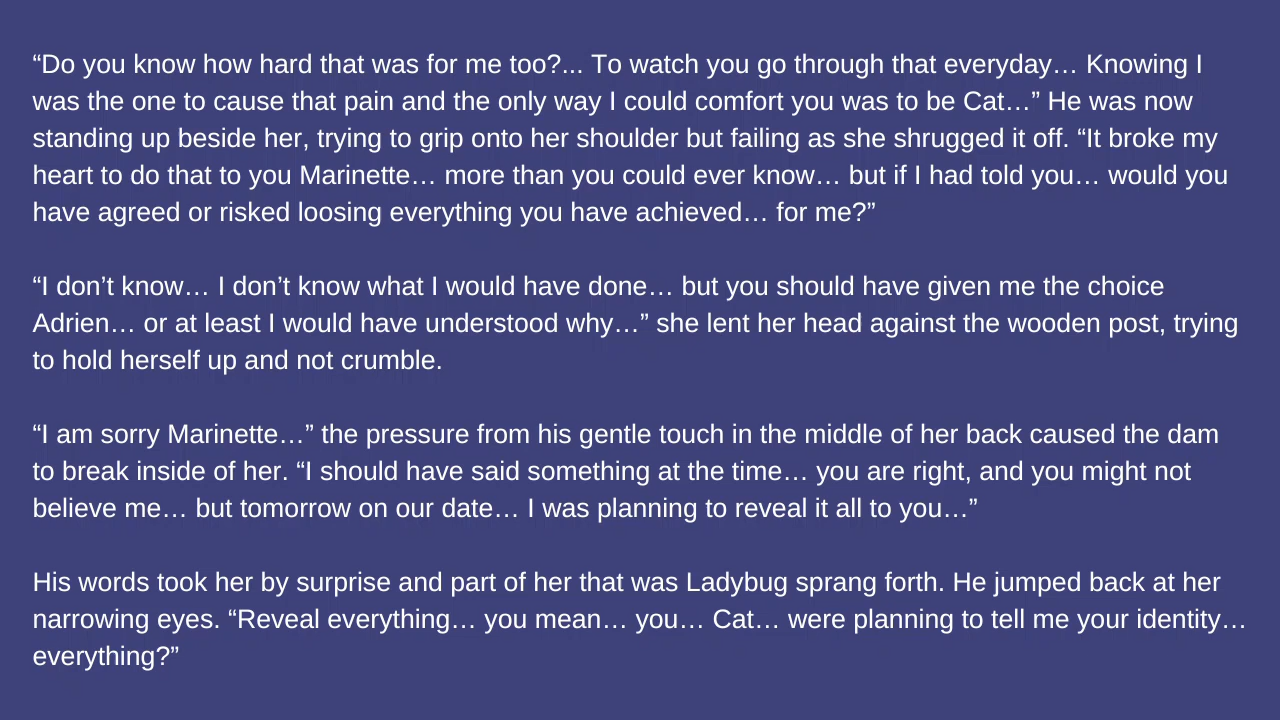 “Do you know how hard that was for me too?... To watch you go through that everyday… Knowing I
was the one to cause that pain and the only way I could comfort you was to be Cat…” He was now
standing up beside her, trying to grip onto her shoulder but failing as she shrugged it off. “It broke my
heart to do that to you Marinette… more than you could ever know… but if I had told you… would you
have agreed or risked loosing everything you have achieved… for me?”
“I don’t know… I don’t know what I would have done… but you should have given me the choice
Adrien… or at least I would have understood why…” she lent her head against the wooden post, trying
to hold herself up and not crumble.
“I am sorry Marinette…” the pressure from his gentle touch in the middle of her back caused the dam
to break inside of her. “I should have said something at the time… you are right, and you might not
believe me… but tomorrow on our date… I was planning to reveal it all to you…”
His words took her by surprise and part of her that was Ladybug sprang forth. He jumped back at her
narrowing eyes. “Reveal everything… you mean… you… Cat… were planning to tell me your identity…
everything?”